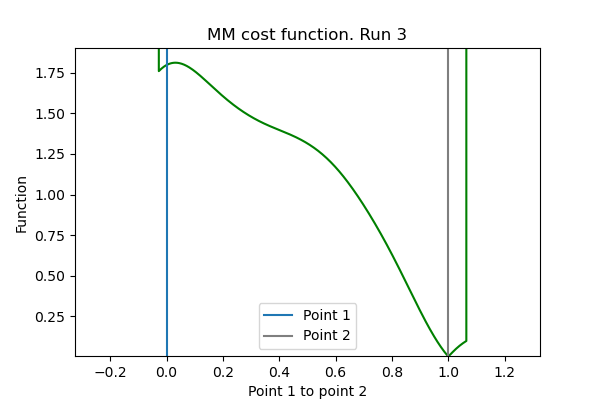 MM cost function. Run 3
Function
1.75
1.50
1.25
1.00
0.75
0.50
0.25
Point 1
Point 2
−0.2 0.0 0.2 0.4 0.6 0.8 1.0 1.2
Point 1 to point 2